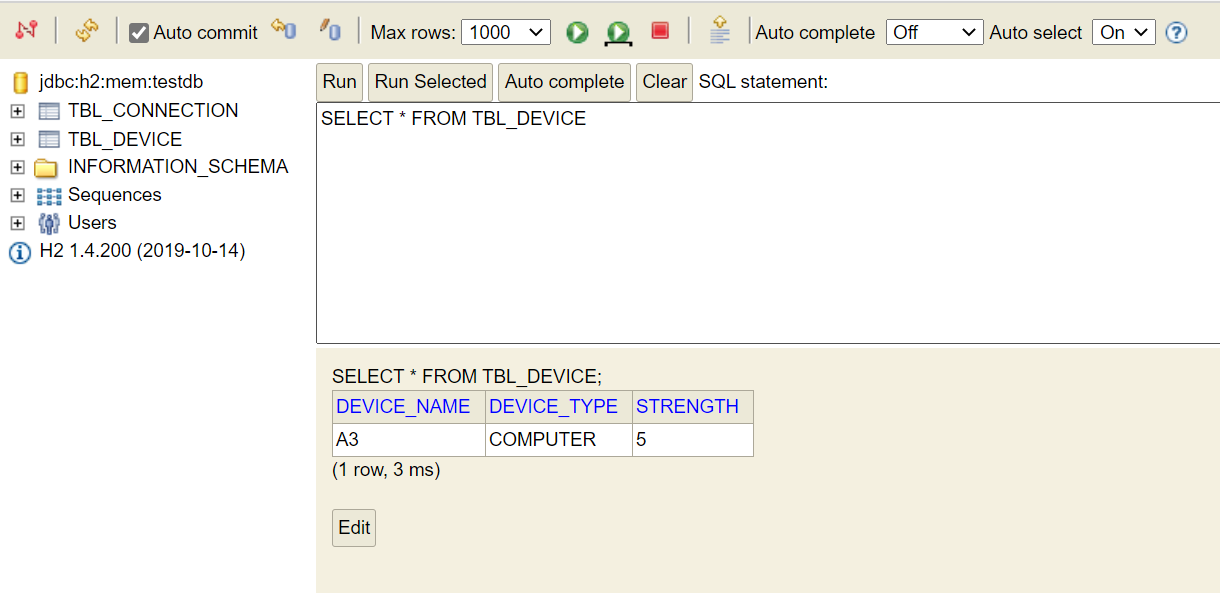 Auto commit Max rows: 1000 Auto complete Off Auto select On ?
jdbc:h2:mem:testdb
TBL_CONNECTION
TBL_DEVICE
INFORMATION_SCHEMA
Sequences
Users
H2 1.4.200 (2019-10-14)
Run Run Selected Auto complete Clear SQL statement:
SELECT * FROM TBL_DEVICE
SELECT * FROM TBL_DEVICE;
DEVICE_NAME DEVICE_TYPE STRENGTH
A3 COMPUTER 5
(1 row, 3 ms)
Edit